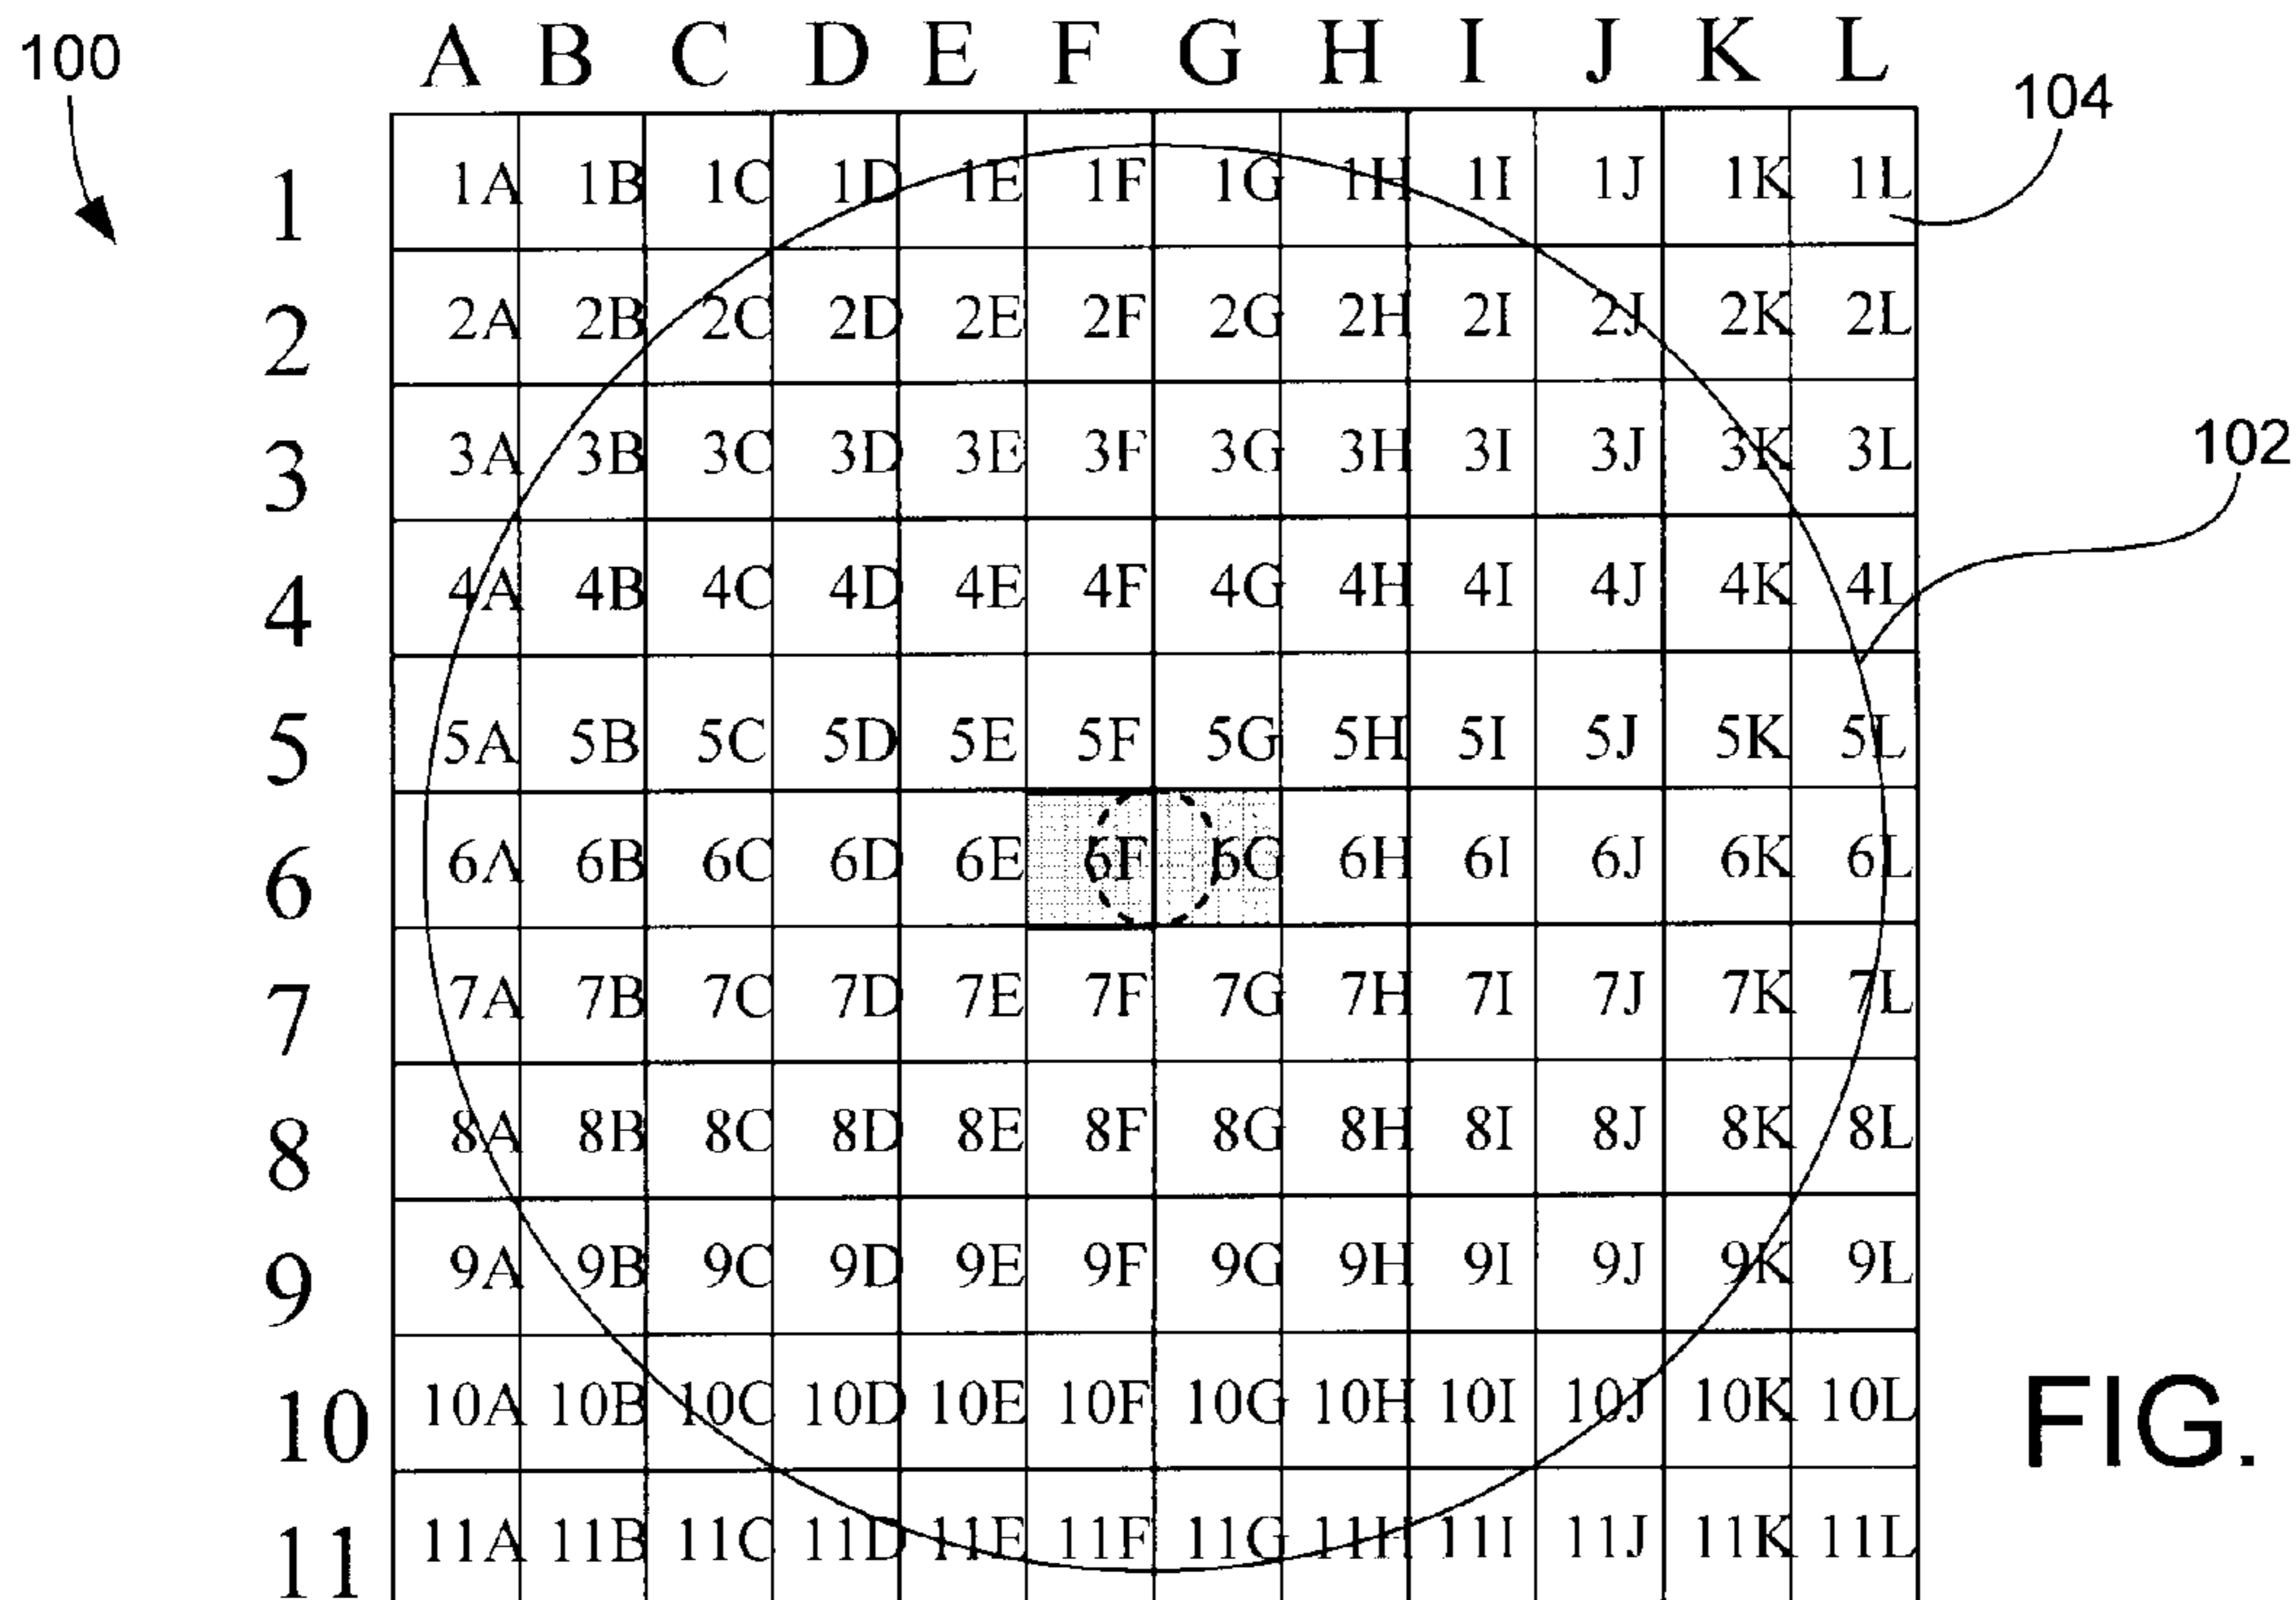 100
A B C D E F G H I J K L
104
1 1A 1B 1C 1D 1E 1F 1G 1H 1I 1J 1K 1L
2 2A 2B 2C 2D 2E 2F 2G 2H 2I 2J 2K 2L
102
3 3A 3B 3C 3D 3E 3F 3G 3H 3I 3J 3K 3L
4 4A 4B 4C 4D 4E 4F 4G 4H 4I 4J 4K 4L
5 5A 5B 5C 5D 5E 5F 5G 5H 5I 5J 5K 5L
6 6A 6B 6C 6D 6E 6F 6G 6H 6I 6J 6K 6L
7 7A 7B 7C 7D 7E 7F 7G 7H 7I 7J 7K 7L
8 8A 8B 8C 8D 8E 8F 8G 8H 8I 8J 8K 8L
9 9A 9B 9C 9D 9E 9F 9G 9H 9I 9J 9K 9L
10 10A 10B 10C 10D 10E 10F 10G 10H 10I 10J 10K 10L
FIG.
11 11A 11B 11C 11D 11E 11F 11G 11H 11I 11J 11K 11L